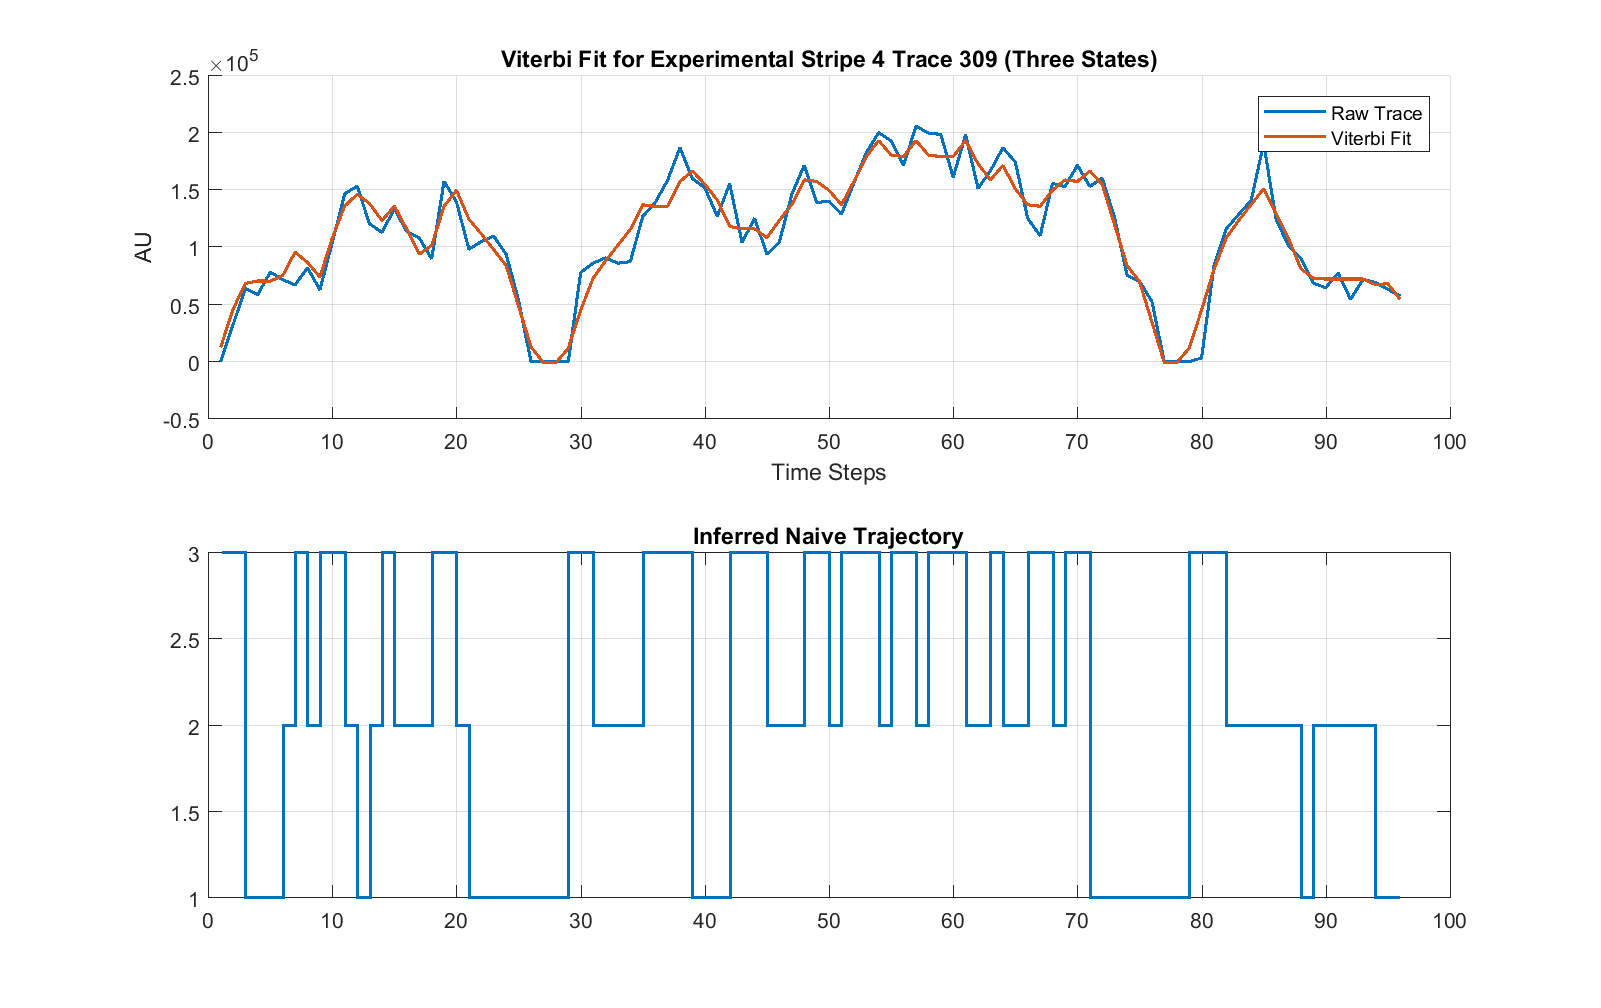 Viterbi Fit for Experimental Stripe 4 Trace 309 (Three States)
×10^5
2.5
2
1.5
1
0.5
0
-0.5
AU
Raw Trace
Viterbi Fit
0 10 20 30 40 50 60 70 80 90 100
Time Steps
Inferred Naive Trajectory
3
2.5
2
1.5
1
0 10 20 30 40 50 60 70 80 90 100